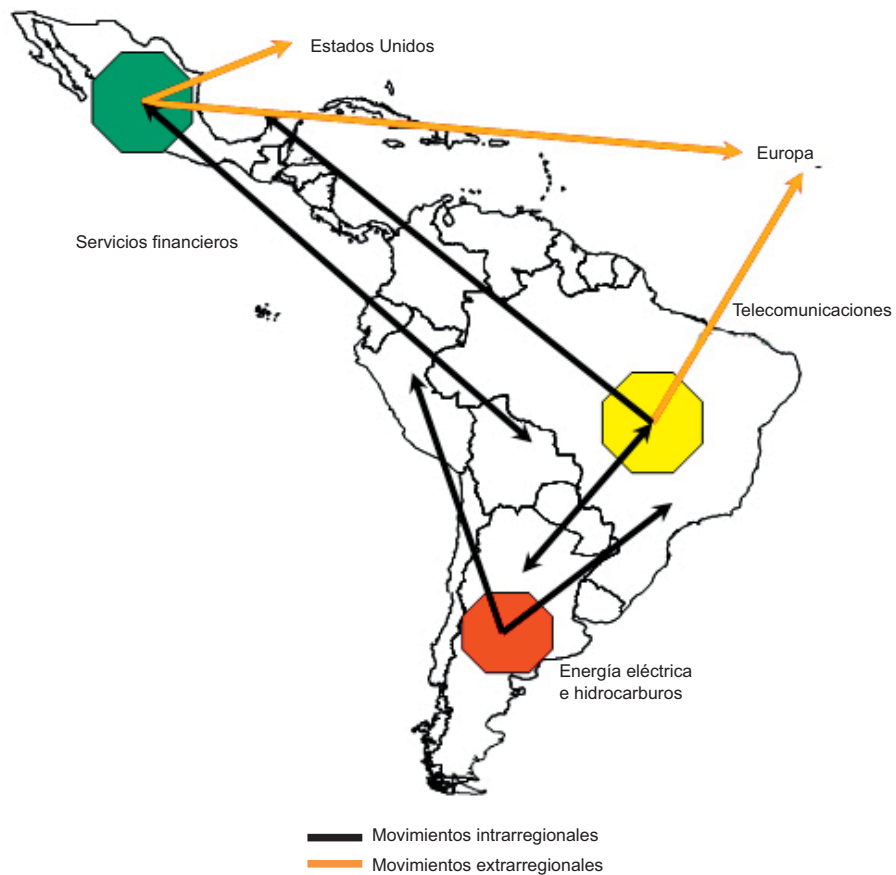 Estados Unidos
Europa
Servicios financieros
Telecomunicaciones
Energía eléctrica
e hidrocarburos
Movimientos intrarregionales
Movimientos extrarregionales